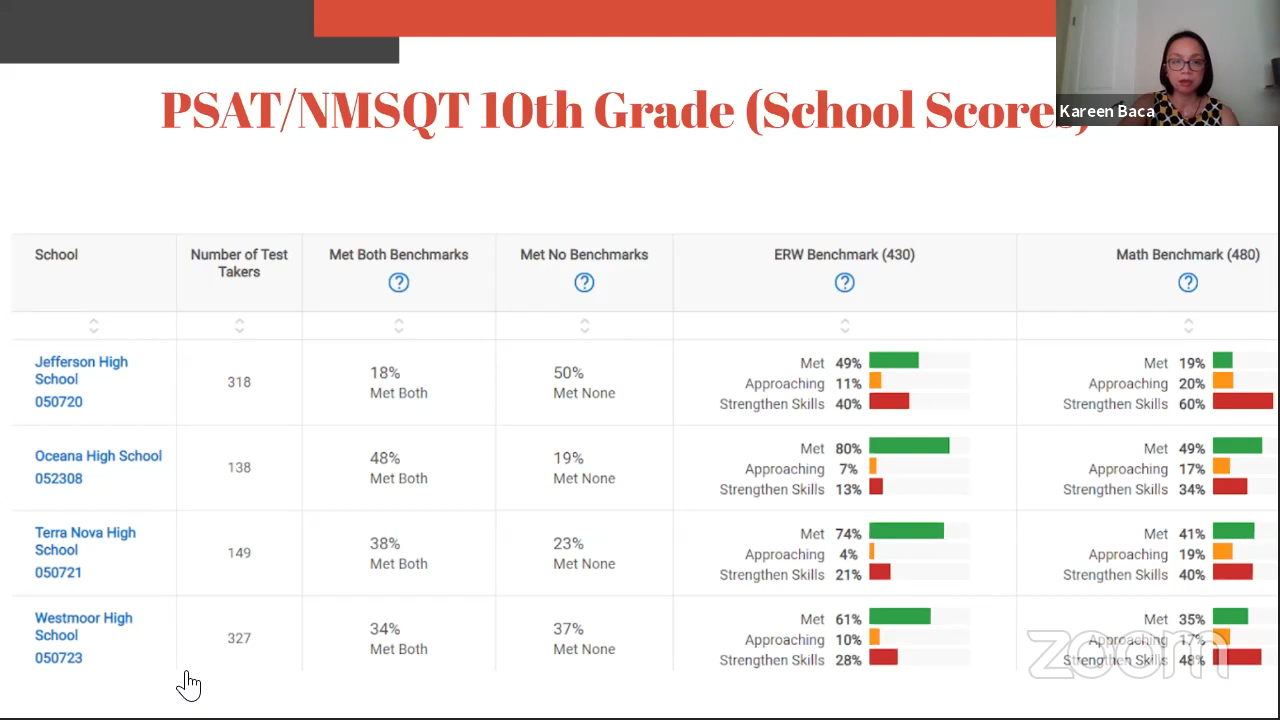 PSAT/NMSQT 10th Grade (School Scores)
Kareen Baca
School
Number of Test
Takers
Met Both Benchmarks
?
Met No Benchmarks
?
ERW Benchmark (430)
?
Math Benchmark (480)
?
Jefferson High
School
050720
318
18%
Met Both
50%
Met None
Met 49%
Approaching 11%
Strengthen Skills 40%
Met 19%
Approaching 20%
Strengthen Skills 60%
Oceana High School
052308
138
48%
Met Both
19%
Met None
Met 80%
Approaching 7%
Strengthen Skills 13%
Met 49%
Approaching 17%
Strengthen Skills 34%
Terra Nova High
School
050721
149
38%
Met Both
23%
Met None
Met 74%
Approaching 4%
Strengthen Skills 21%
Met 41%
Approaching 19%
Strengthen Skills 40%
Westmoor High
School
050723
327
34%
Met Both
37%
Met None
Met 61%
Approaching 10%
Strengthen Skills 28%
Met 35%
Approaching 17%
Strengthen Skills 48%
zoom